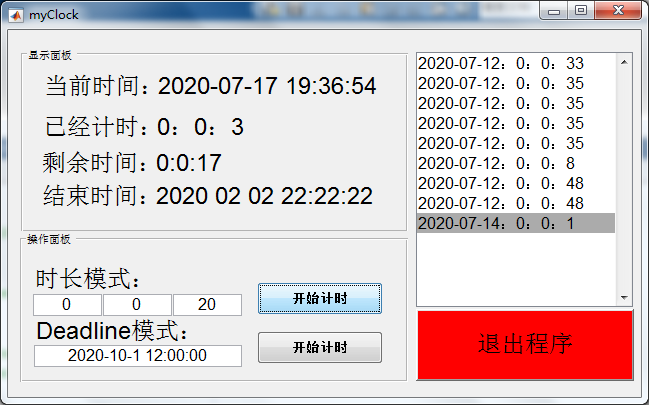 myClock
显示面板
当前时间：2020-07-17 19:36:54
已经计时：0：0：3
剩余时间：0:0:17
结束时间：2020 02 02 22:22:22
操作面板
时长模式：
0 0 20
开始计时
Deadline模式：
2020-10-1 12:00:00
开始计时
2020-07-12：0：0：33
2020-07-12：0：0：35
2020-07-12：0：0：35
2020-07-12：0：0：35
2020-07-12：0：0：35
2020-07-12：0：0：8
2020-07-12：0：0：48
2020-07-12：0：0：48
2020-07-14：0：0：1
退出程序